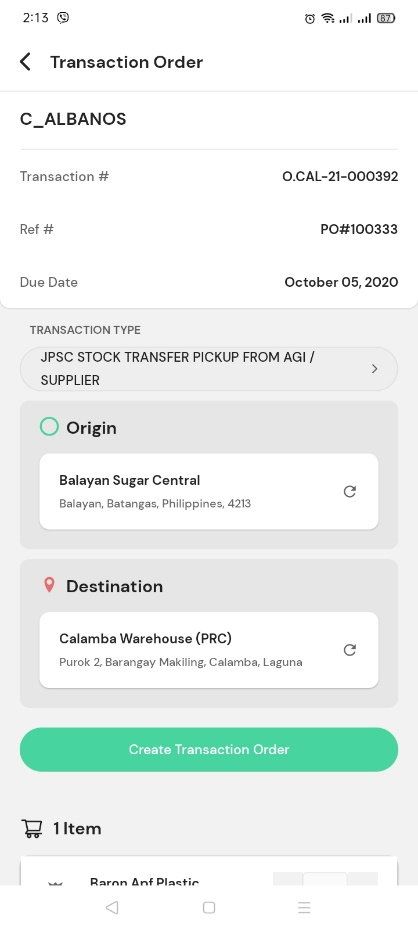 2:13
87
Transaction Order
C_ALBANOS
Transaction #
O.CAL-21-000392
Ref #
PO#100333
Due Date
October 05, 2020
TRANSACTION TYPE
JPSC STOCK TRANSFER PICKUP FROM AGI /
SUPPLIER
Origin
Balayan Sugar Central
Balayan, Batangas, Philippines, 4213
Destination
Calamba Warehouse (PRC)
Purok 2, Barangay Makiling, Calamba, Laguna
Create Transaction Order
1 Item
Baron Apf Plastic